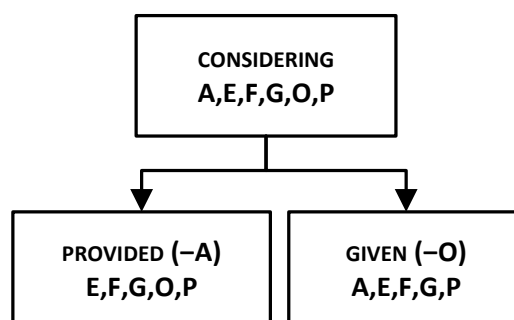 CONSIDERING
A,E,F,G,O,P
PROVIDED (–A)
E,F,G,O,P
GIVEN (–O)
A,E,F,G,P